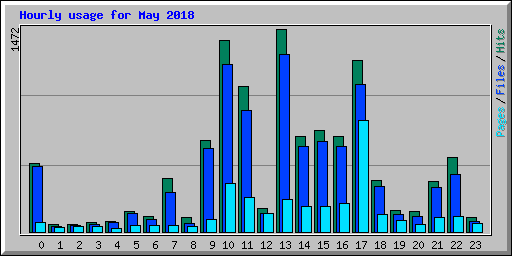 Hourly usage for May 2018
1472
Pages/Files/Hits
0 1 2 3 4 5 6 7 8 9 10 11 12 13 14 15 16 17 18 19 20 21 22 23